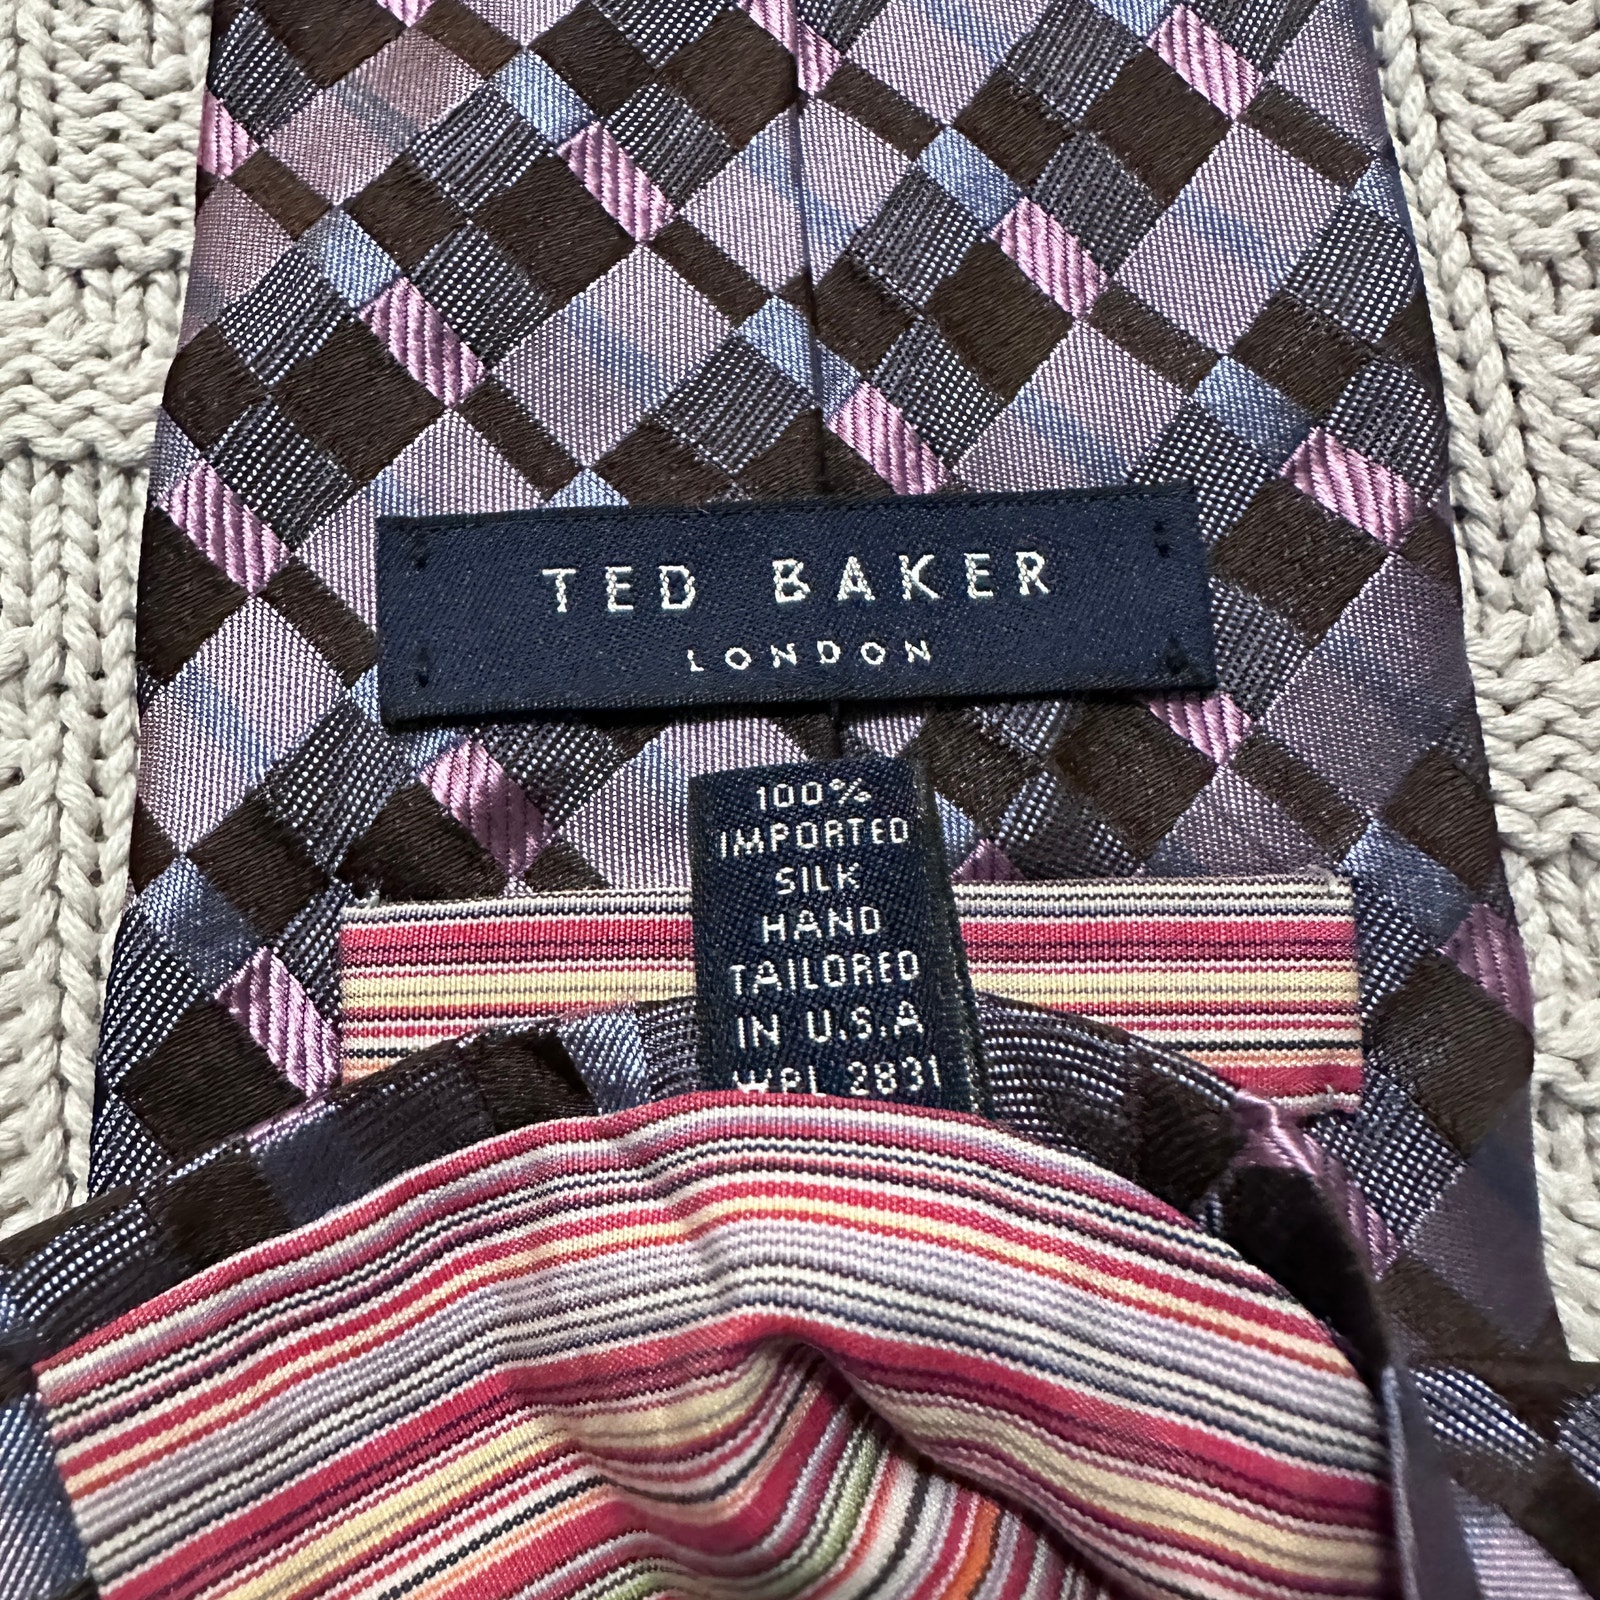 TED BAKER
LONDON
100%
IMPORTED
SILK
HAND
TAILORED
IN U.S.A
WPL 2831